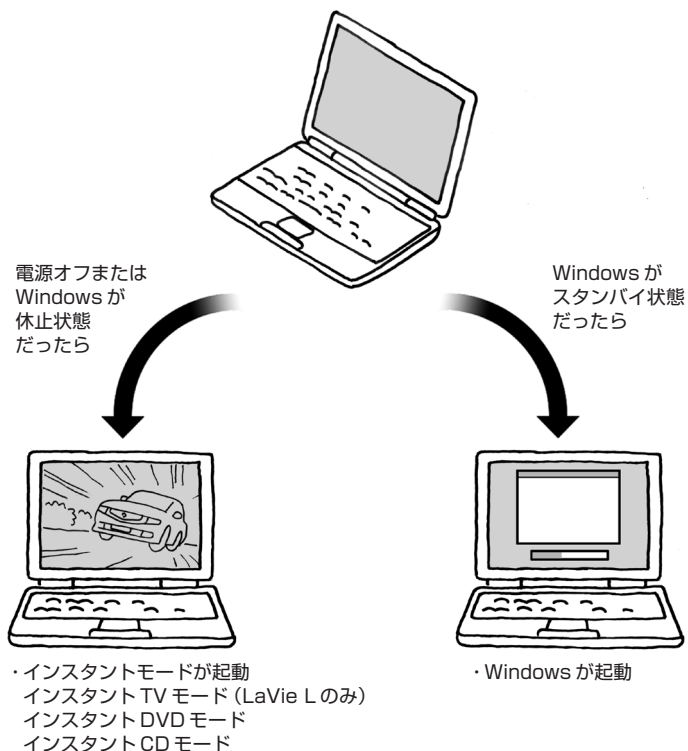 電源オフまたは
Windows が
休止状態
だったら
Windows が
スタンバイ状態
だったら
・インスタントモードが起動
インスタント TV モード (LaVie L のみ)
インスタント DVD モード
インスタント CD モード
・Windows が起動